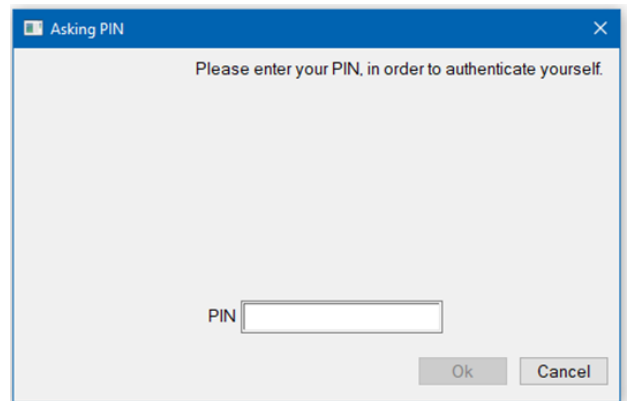 Asking PIN
Please enter your PIN, in order to authenticate yourself.
PIN
Ok Cancel